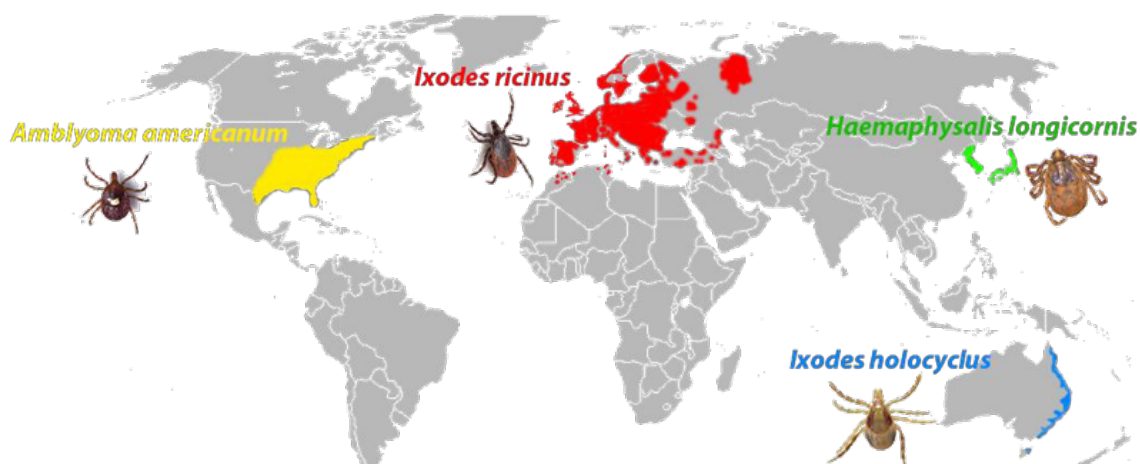 Ixodes ricinus
Amblyoma americanum
Haemaphysalis longicornis
Ixodes holocyclus